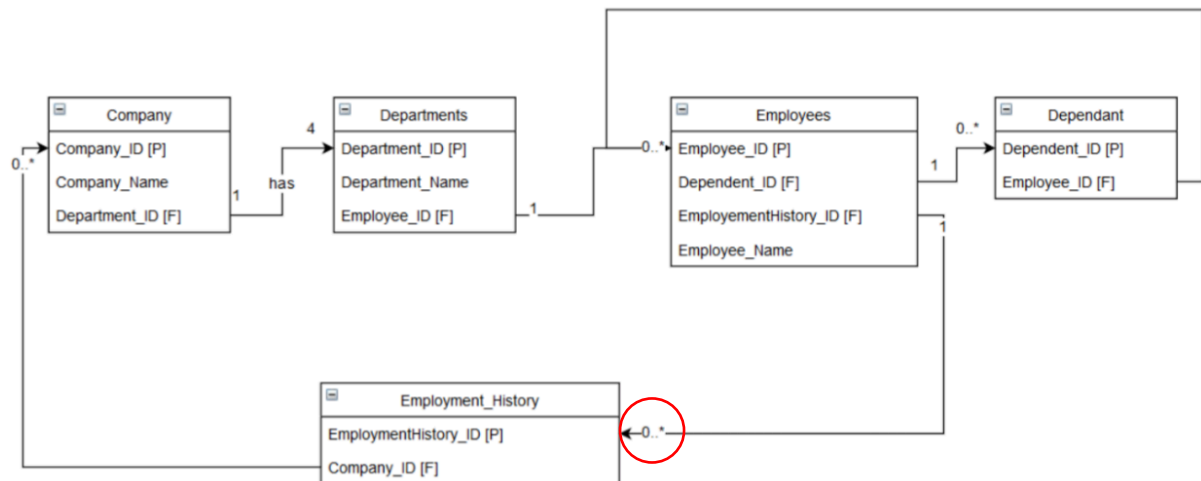 Company
Company_ID [P]
Company_Name
Department_ID [F]
0..*
1
has
4
Departments
Department_ID [P]
Department_Name
Employee_ID [F]
1
0..*
Employees
Employee_ID [P]
Dependent_ID [F]
EmployementHistory_ID [F]
Employee_Name
1
1
0..*
Dependant
Dependent_ID [P]
Employee_ID [F]
Employment_History
EmploymentHistory_ID [P]
Company_ID [F]
0..*